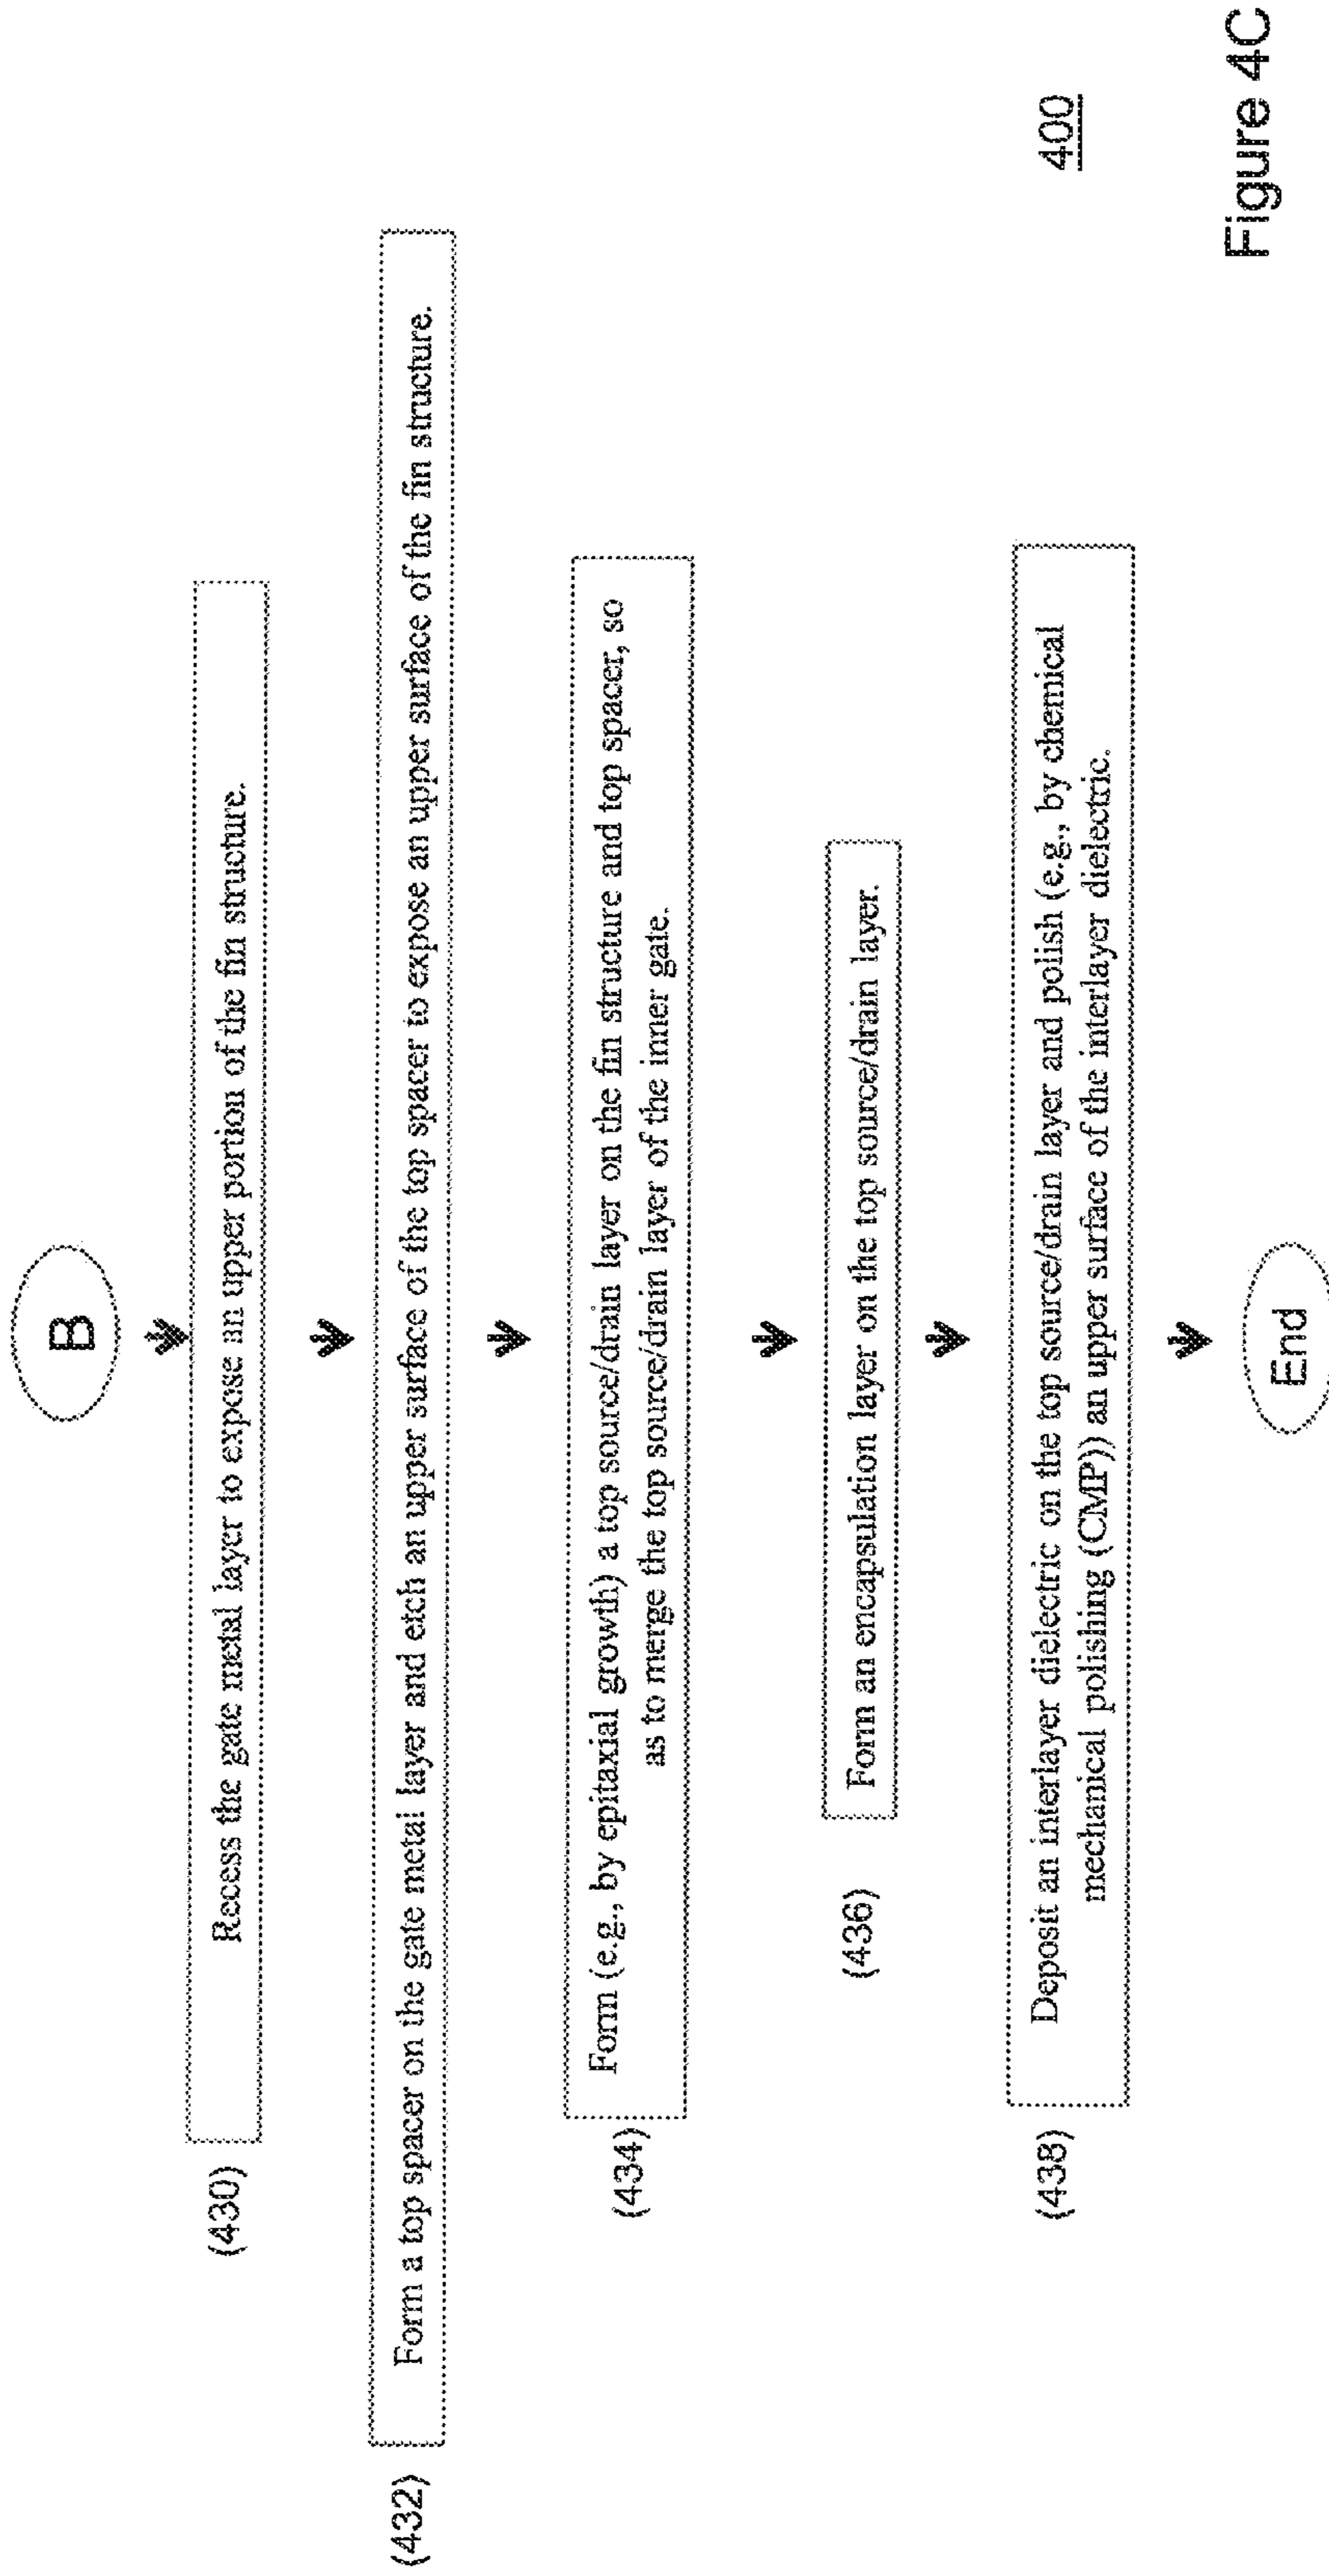 B
(430)
Recess the gate metal layer to expose an upper portion of the fin structure.
(432)
Form a top spacer on the gate metal layer and etch an upper surface of the top spacer to expose an upper surface of the fin structure.
(434)
Form (e.g., by epitaxial growth) a top source/drain layer on the fin structure and top spacer, so
as to merge the top source/drain layer of the inner gate.
(436)
Form an encapsulation layer on the top source/drain layer.
(438)
Deposit an interlayer dielectric on the top source/drain layer and polish (e.g., by chemical
mechanical polishing (CMP)) an upper surface of the interlayer dielectric.
End
400
Figure 4C